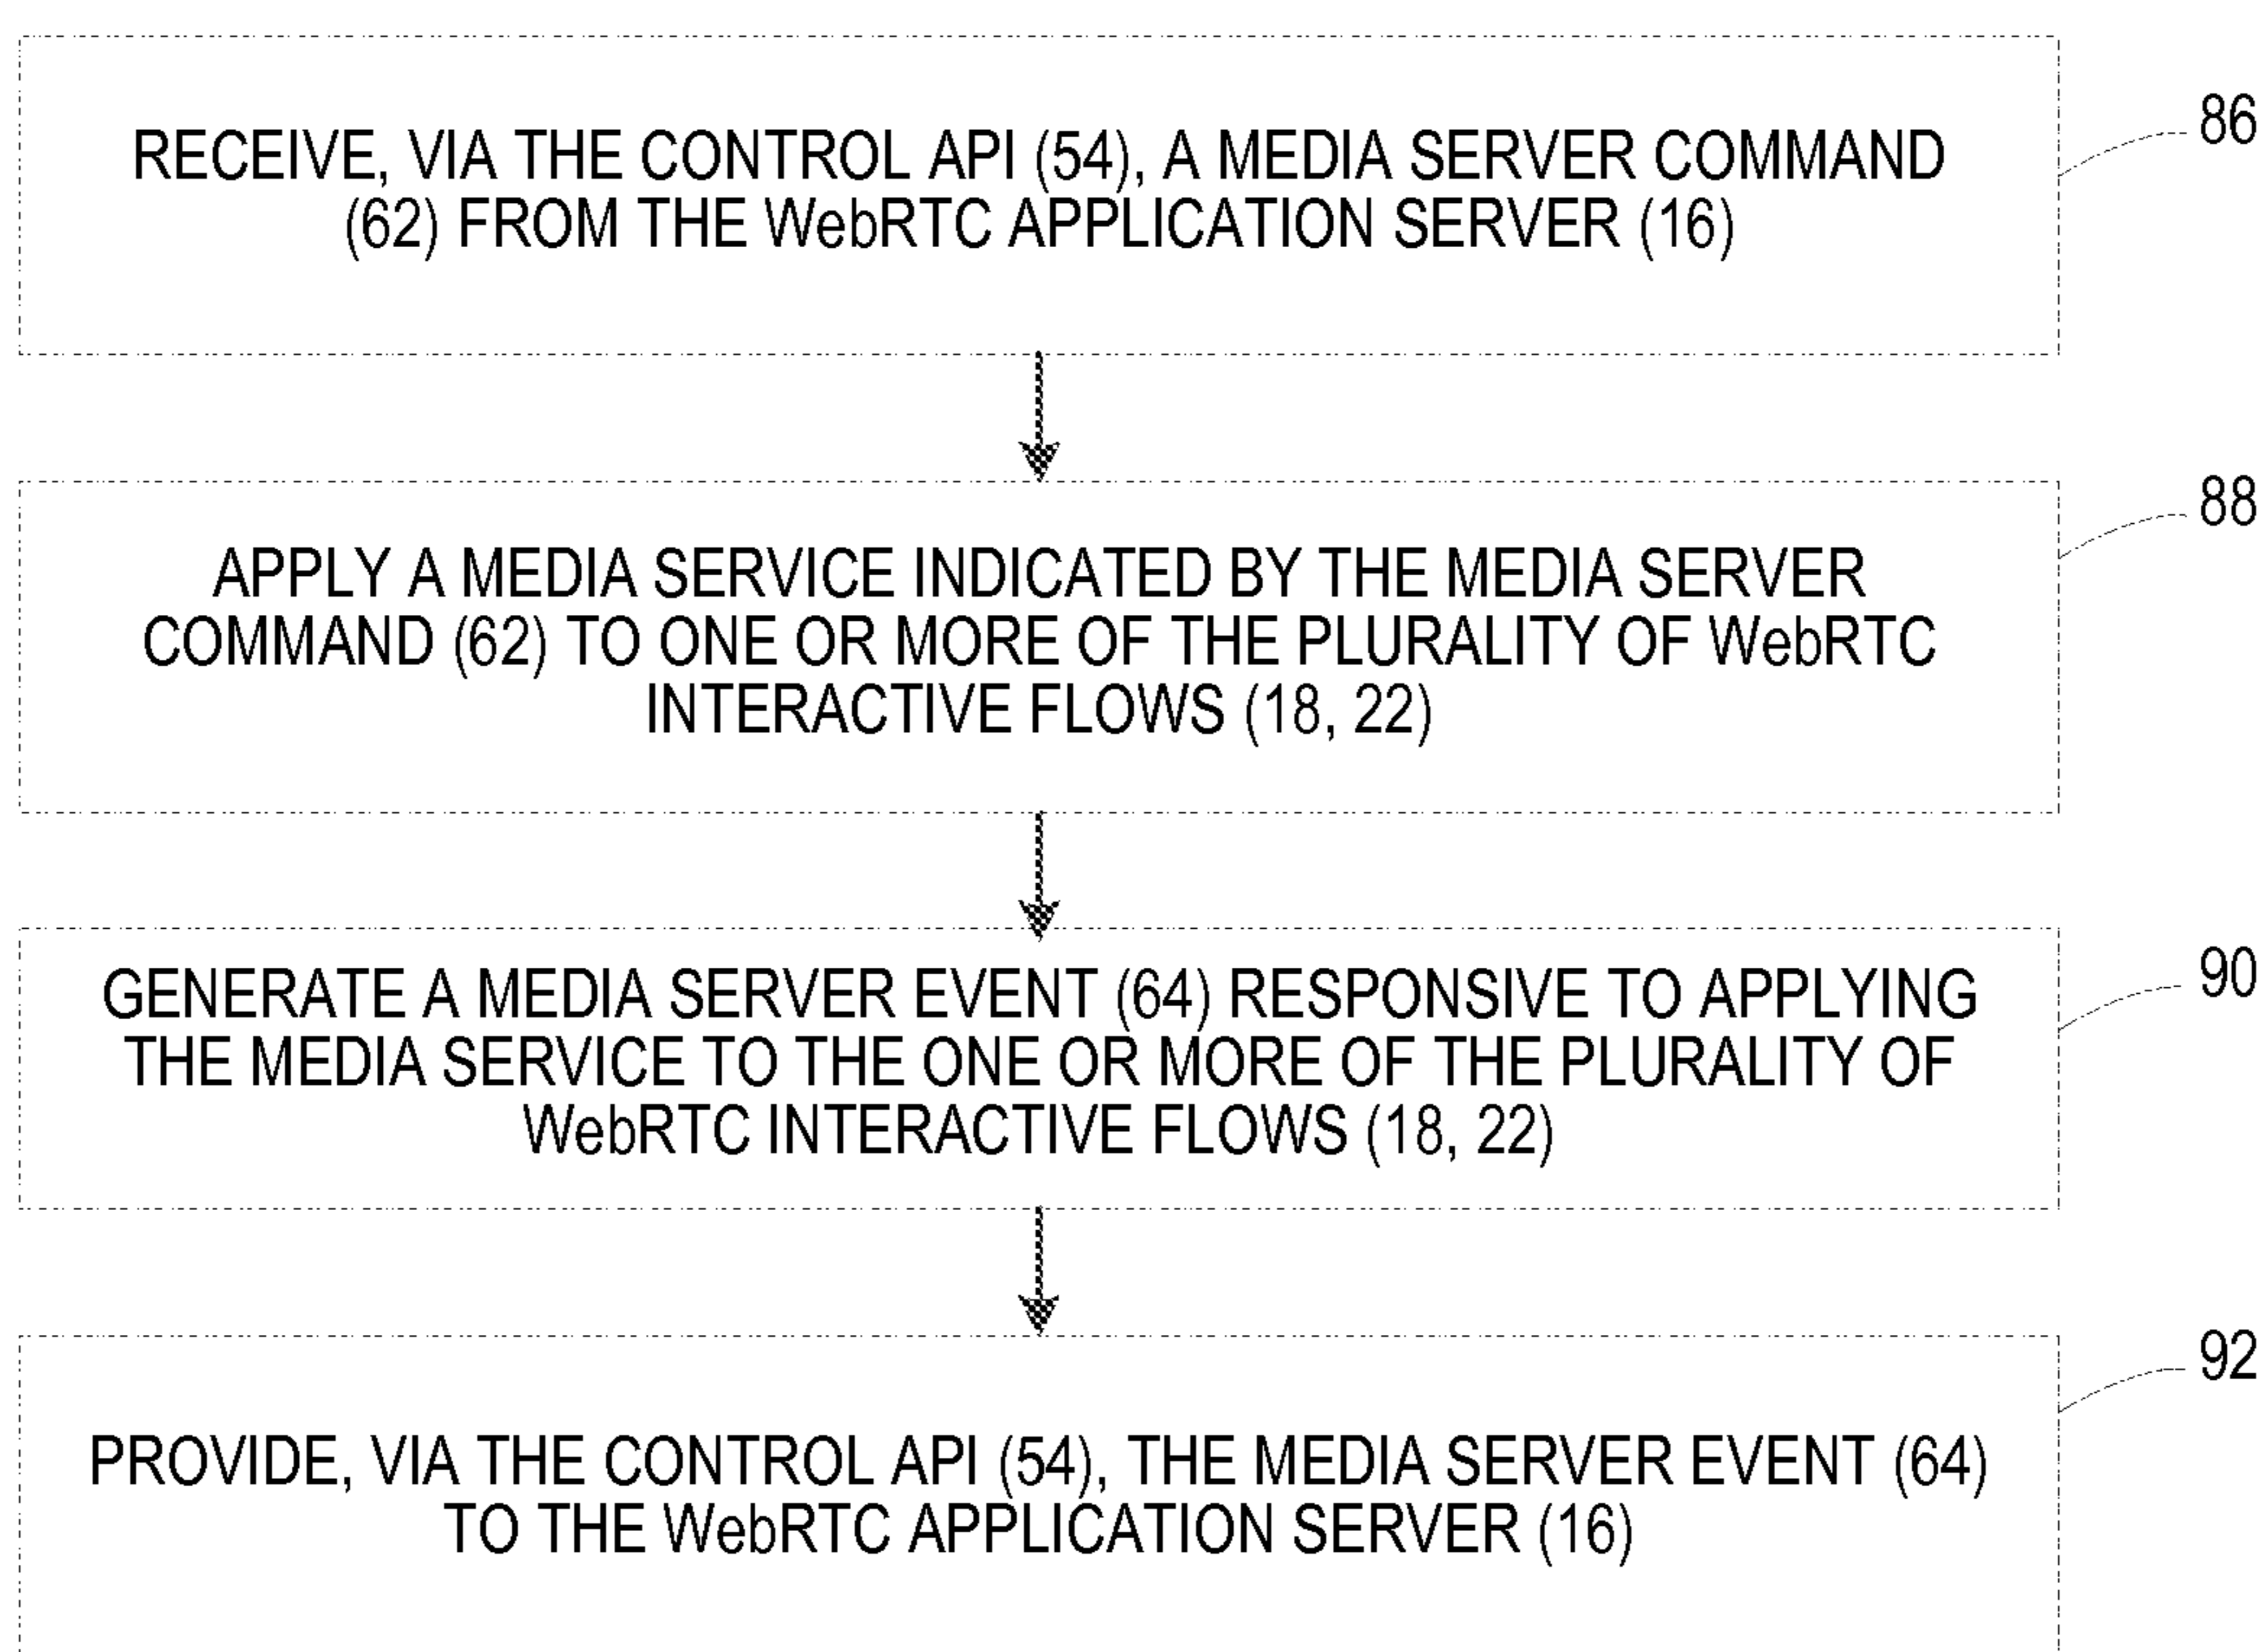 RECEIVE, VIA THE CONTROL API (54), A MEDIA SERVER COMMAND
(62) FROM THE WebRTC APPLICATION SERVER (16)
86
APPLY A MEDIA SERVICE INDICATED BY THE MEDIA SERVER
COMMAND (62) TO ONE OR MORE OF THE PLURALITY OF WebRTC
INTERACTIVE FLOWS (18, 22)
88
GENERATE A MEDIA SERVER EVENT (64) RESPONSIVE TO APPLYING
THE MEDIA SERVICE TO THE ONE OR MORE OF THE PLURALITY OF
WebRTC INTERACTIVE FLOWS (18, 22)
90
PROVIDE, VIA THE CONTROL API (54), THE MEDIA SERVER EVENT (64)
TO THE WebRTC APPLICATION SERVER (16)
92